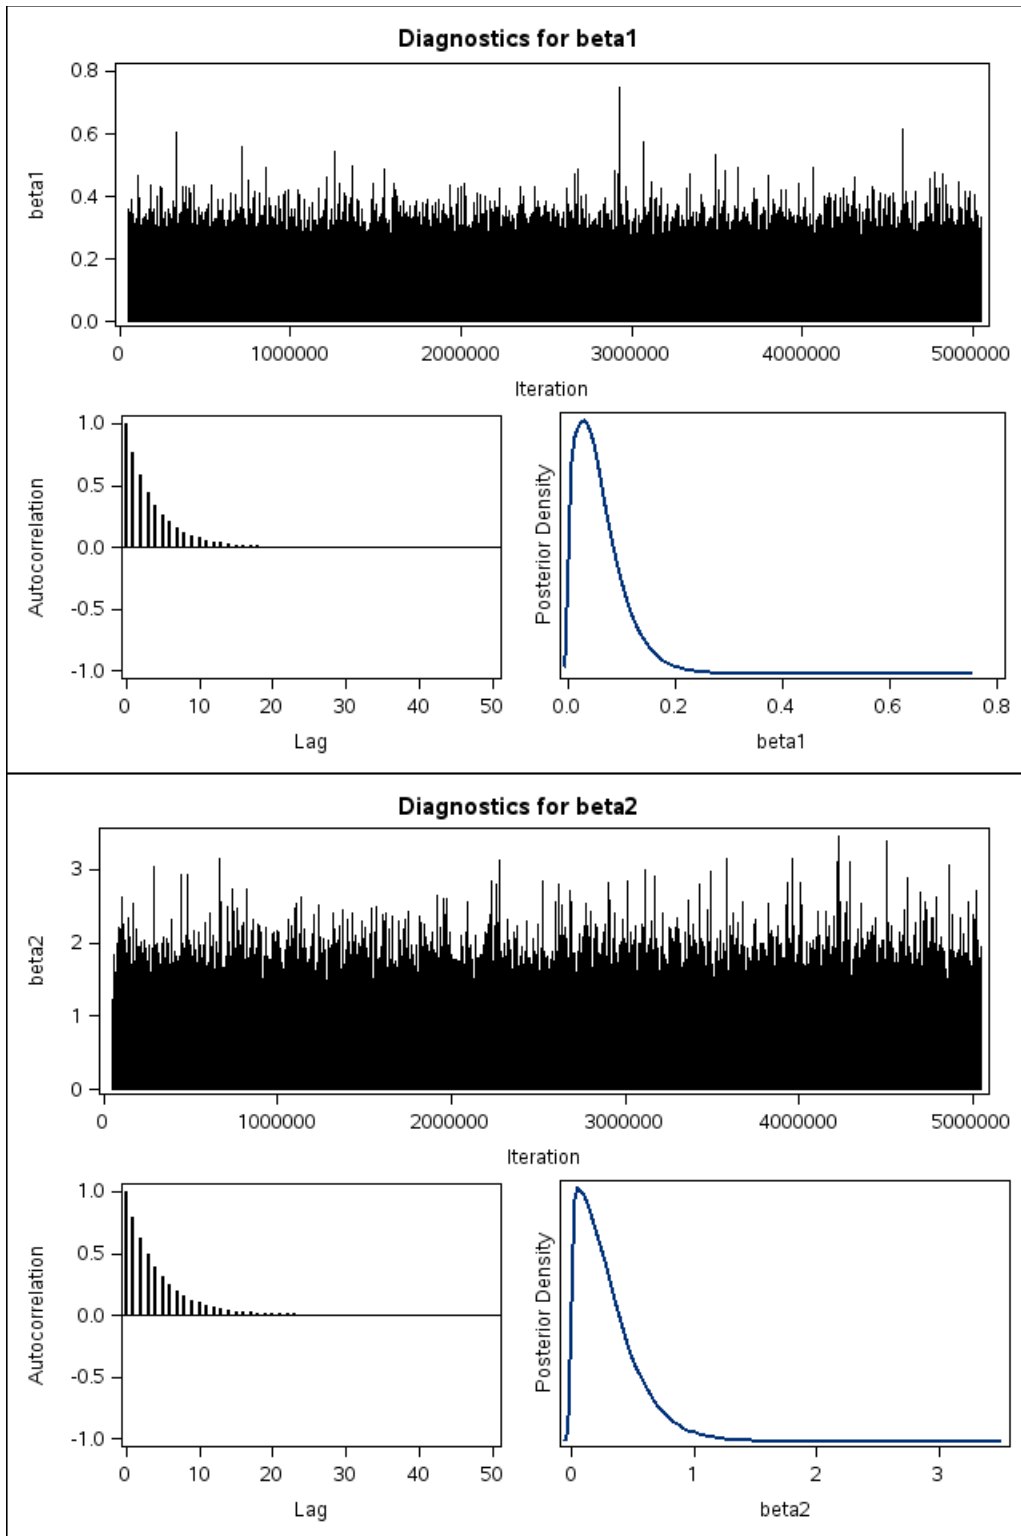 Diagnostics for beta1
0.8
0.6
0.4
0.2
0.0
beta1
0 1000000 2000000 3000000 4000000 5000000
Iteration
1.0
0.5
0.0
-0.5
-1.0
Autocorrelation
0 10 20 30 40 50
Lag
Posterior Density
0.0 0.2 0.4 0.6 0.8
beta1
Diagnostics for beta2
3
2
1
0
beta2
0 1000000 2000000 3000000 4000000 5000000
Iteration
1.0
0.5
0.0
-0.5
-1.0
Autocorrelation
0 10 20 30 40 50
Lag
Posterior Density
0 1 2 3
beta2